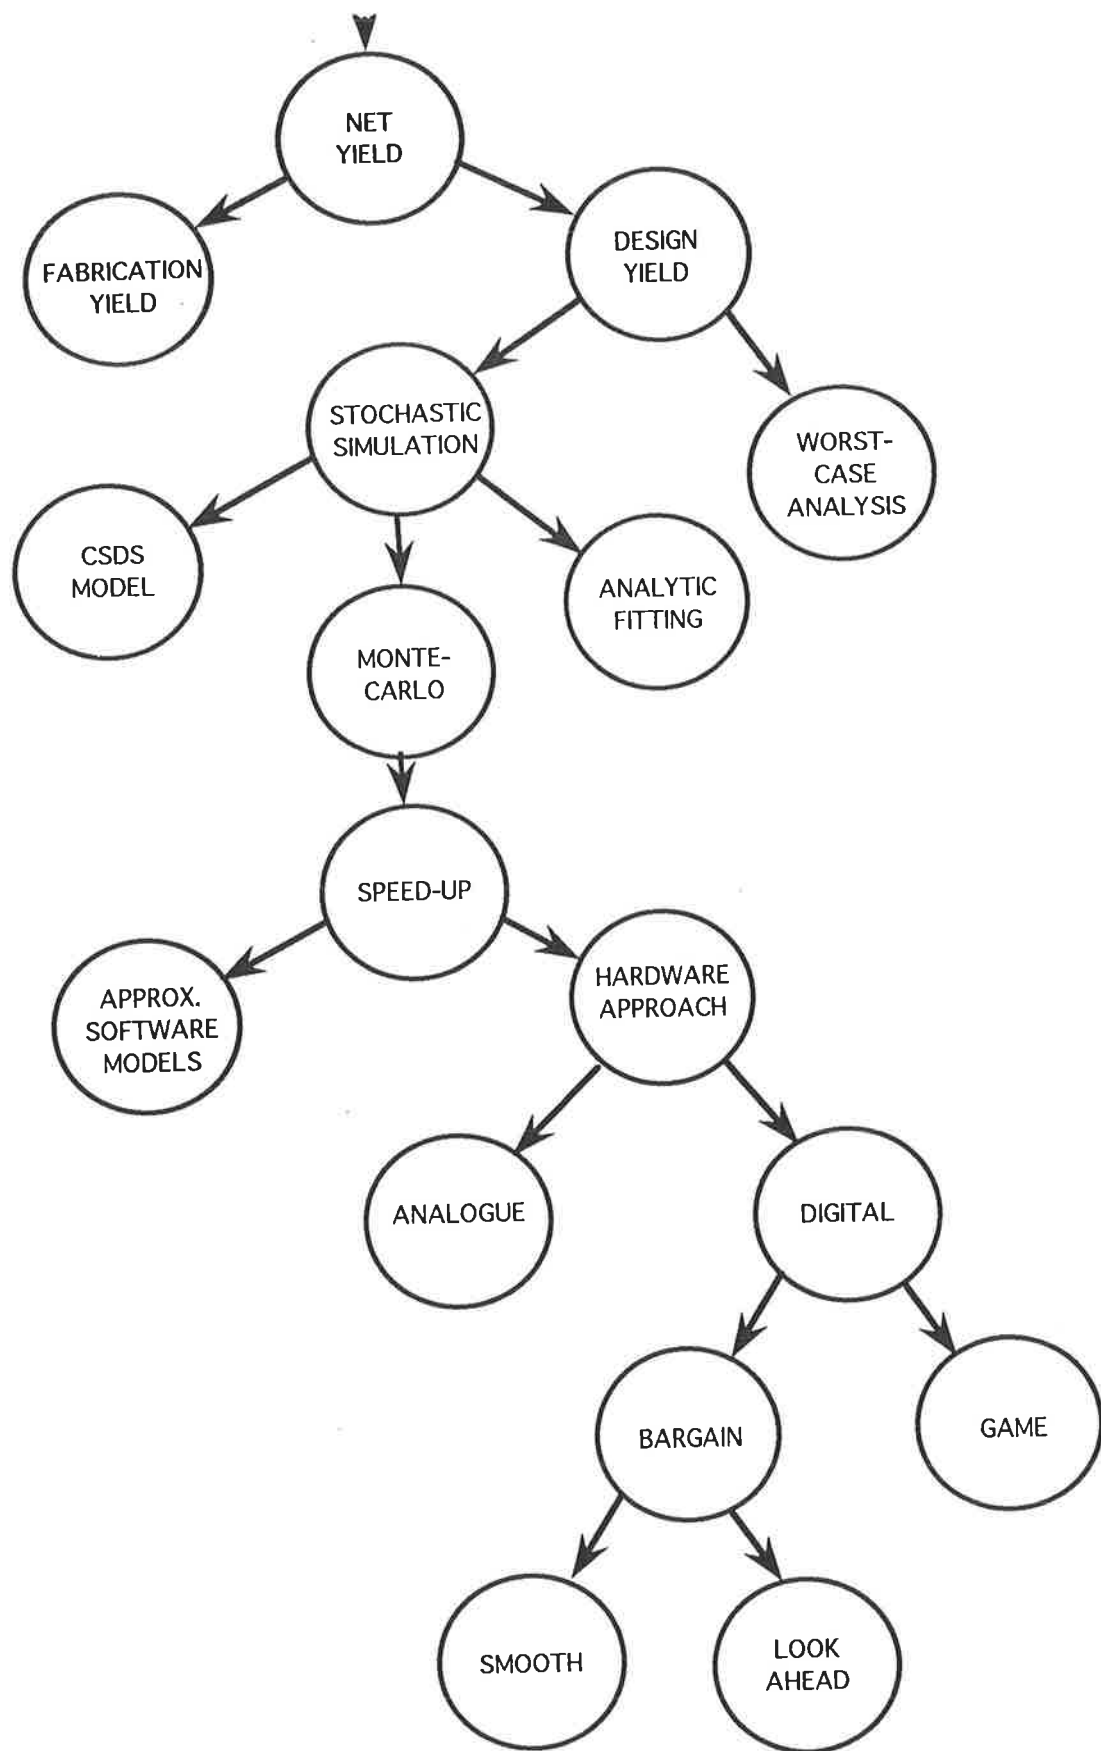 NET
YIELD
FABRICATION
YIELD
DESIGN
YIELD
STOCHASTIC
SIMULATION
WORST-
CASE
ANALYSIS
CSDS
MODEL
ANALYTIC
FITTING
MONTE-
CARLO
SPEED-UP
APPROX.
SOFTWARE
MODELS
HARDWARE
APPROACH
ANALOGUE
DIGITAL
BARGAIN
GAME
SMOOTH
LOOK
AHEAD